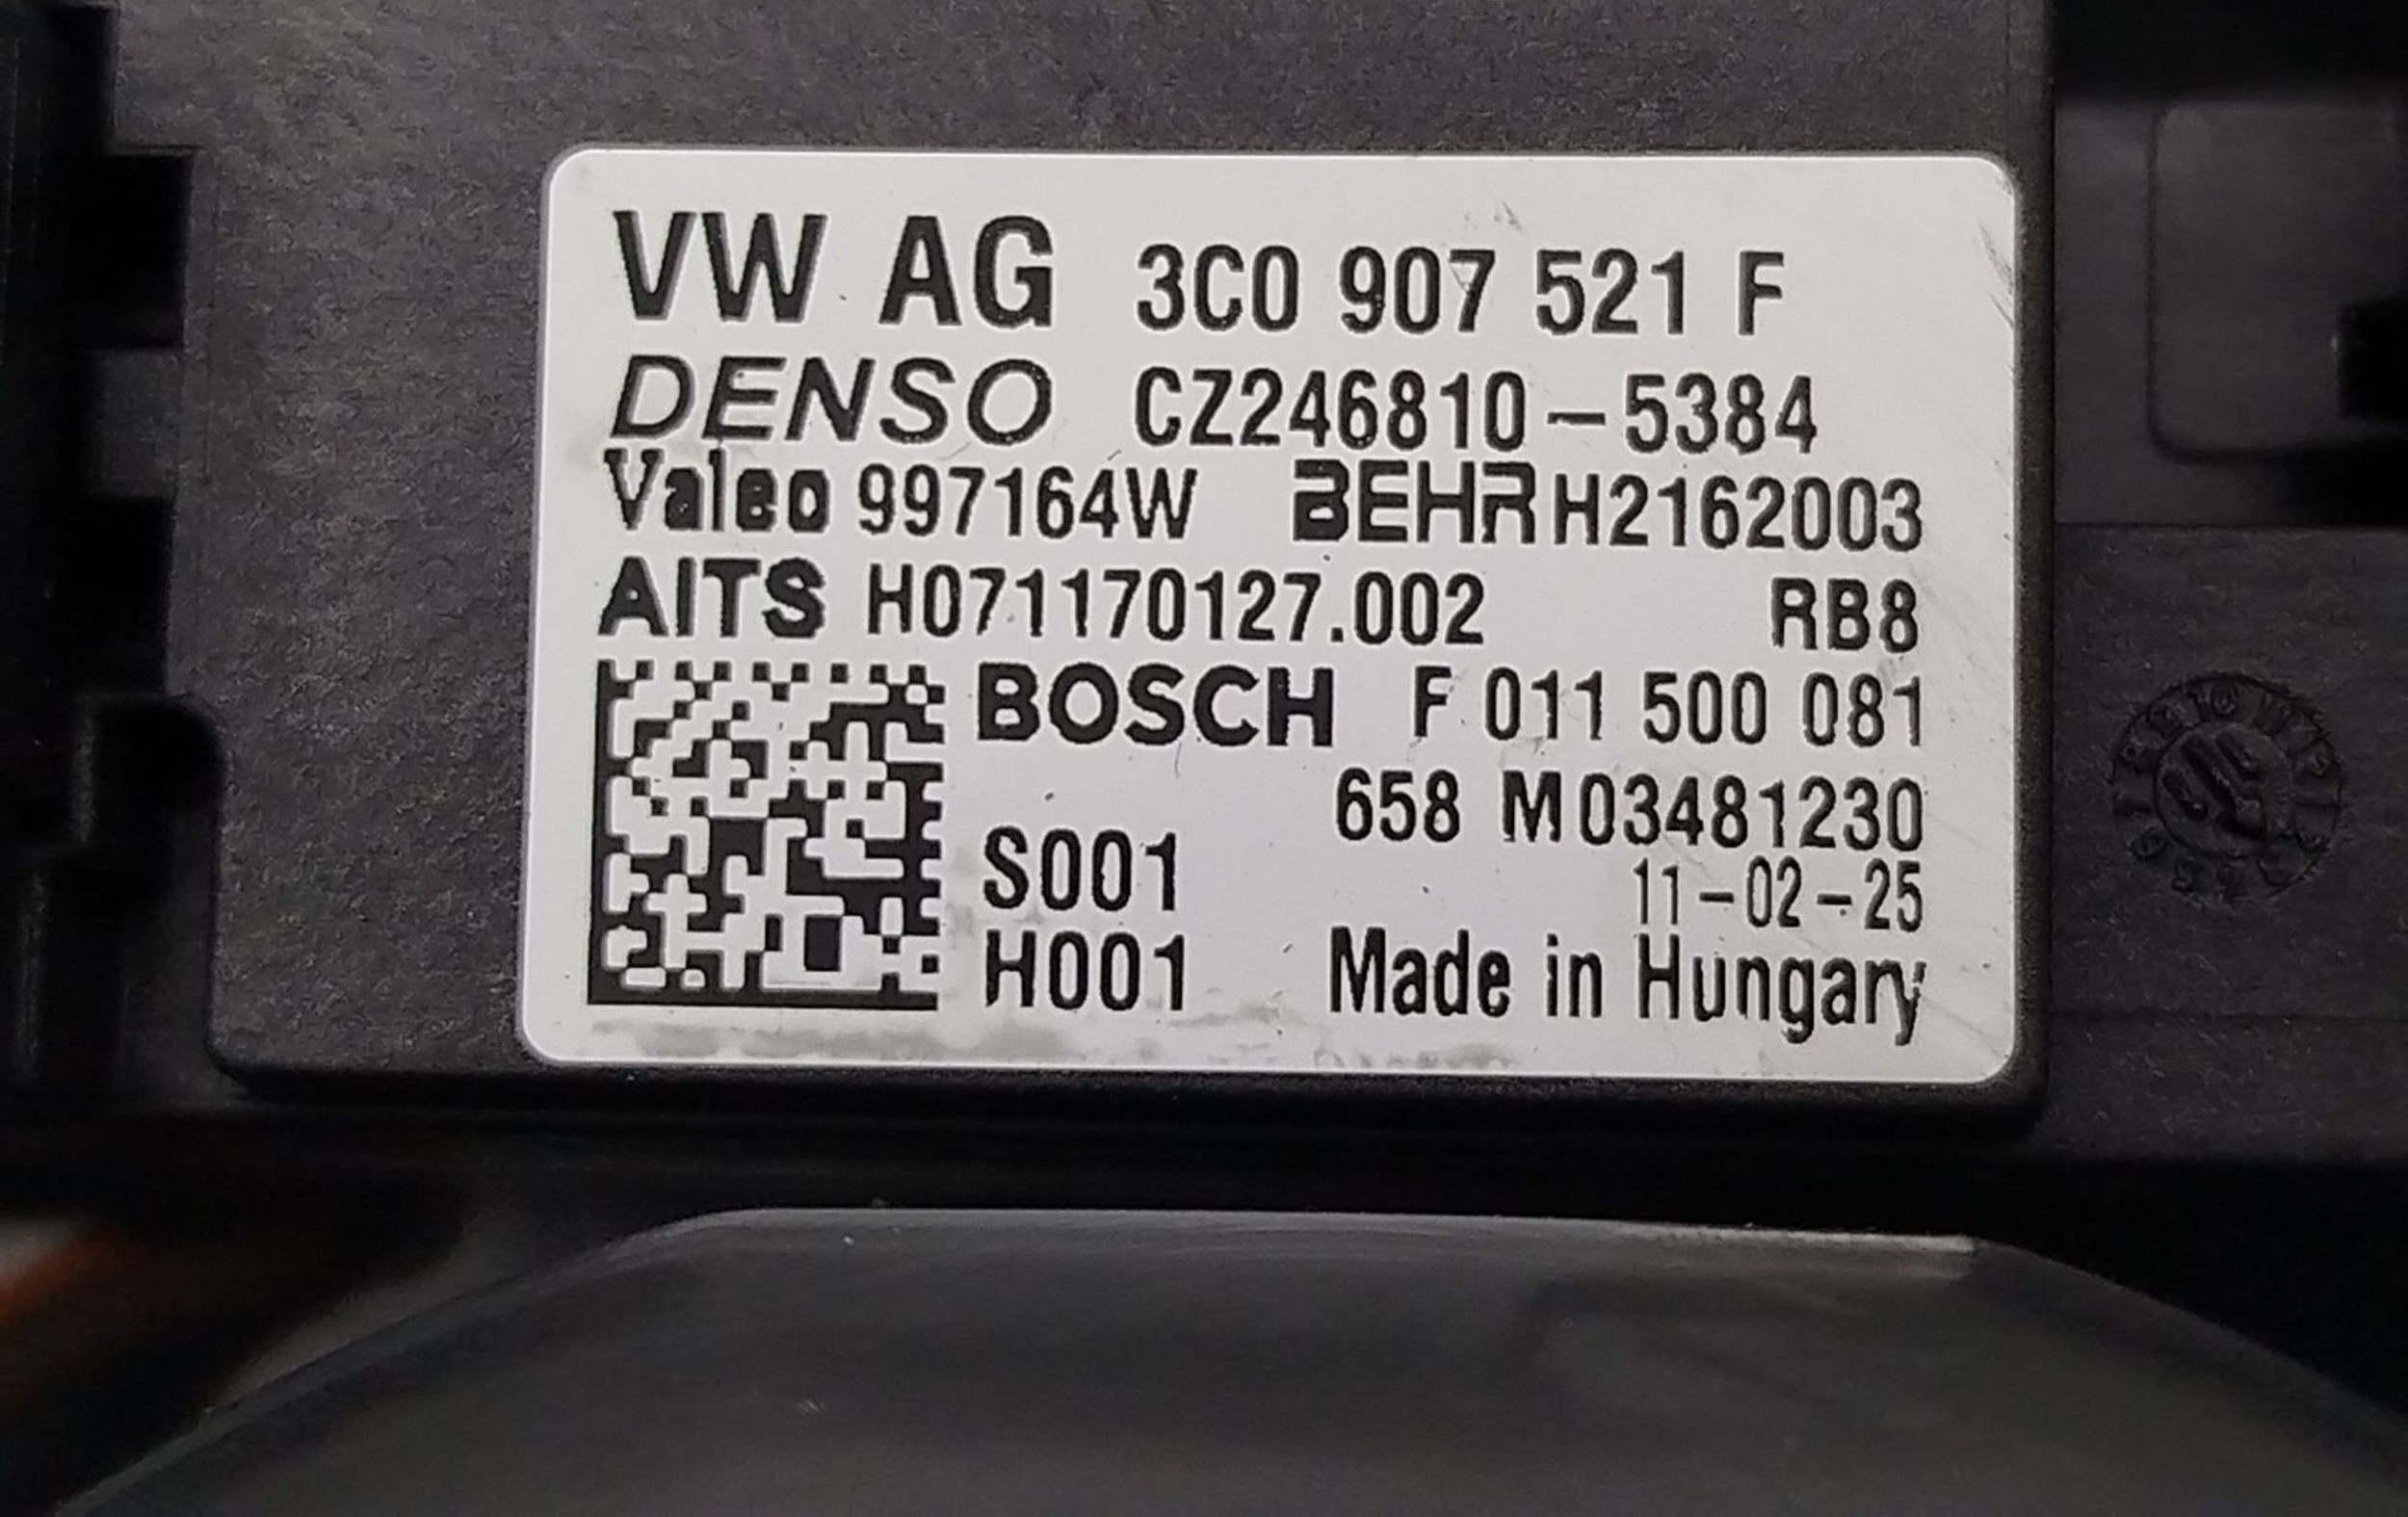 VW AG 3C0 907 521 F
DENSO CZ246810-5384
Valeo 997164W BEHR H2162003
AITS H071170127.002 RB8
BOSCH F 011 500 081
658 M03481230
S001
11-02-25
H001 Made in Hungary